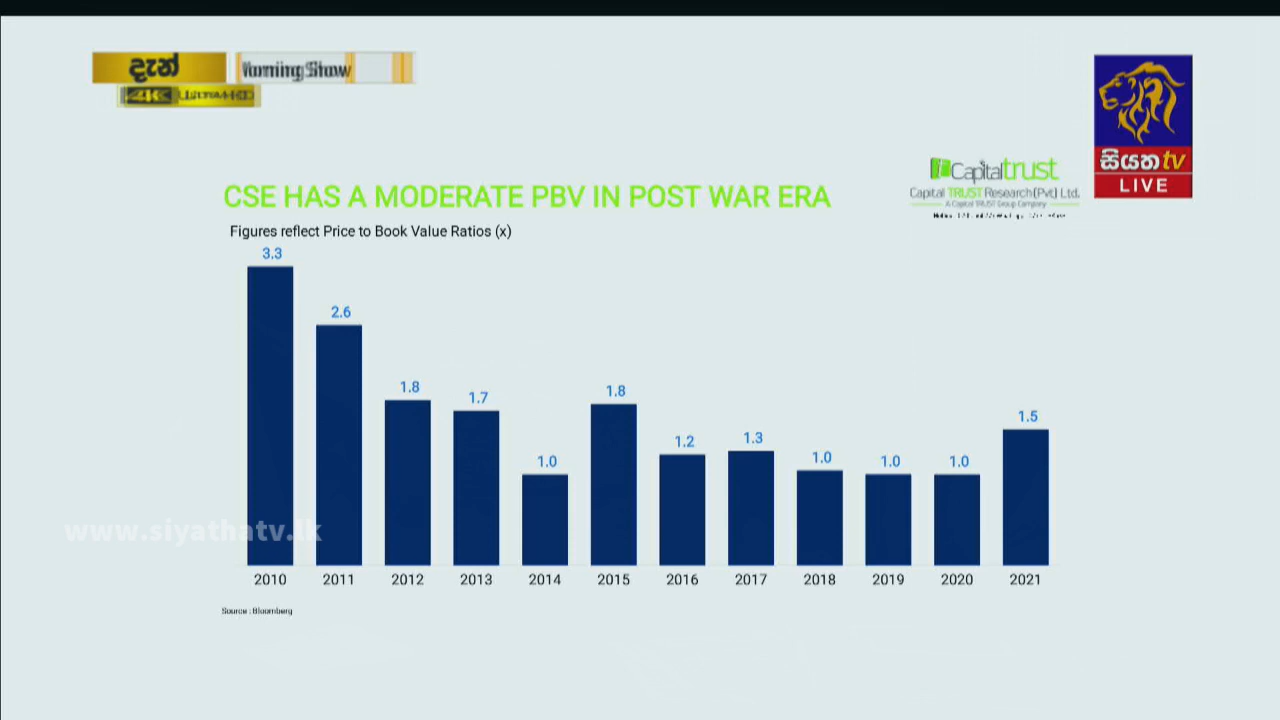 දැන්
Morning Show
4K ULTRA HD
සියත tv
LIVE
Capitaltrust
Capital TRUST Research (Pvt) Ltd.
A Capital TRUST Group Company
CSE HAS A MODERATE PBV IN POST WAR ERA
Figures reflect Price to Book Value Ratios (x)
3.3
2.6
1.8
1.7
1.0
1.8
1.2
1.3
1.0
1.0
1.0
1.5
www.siyathatv.lk
2010 2011 2012 2013 2014 2015 2016 2017 2018 2019 2020 2021
Source : Bloomberg